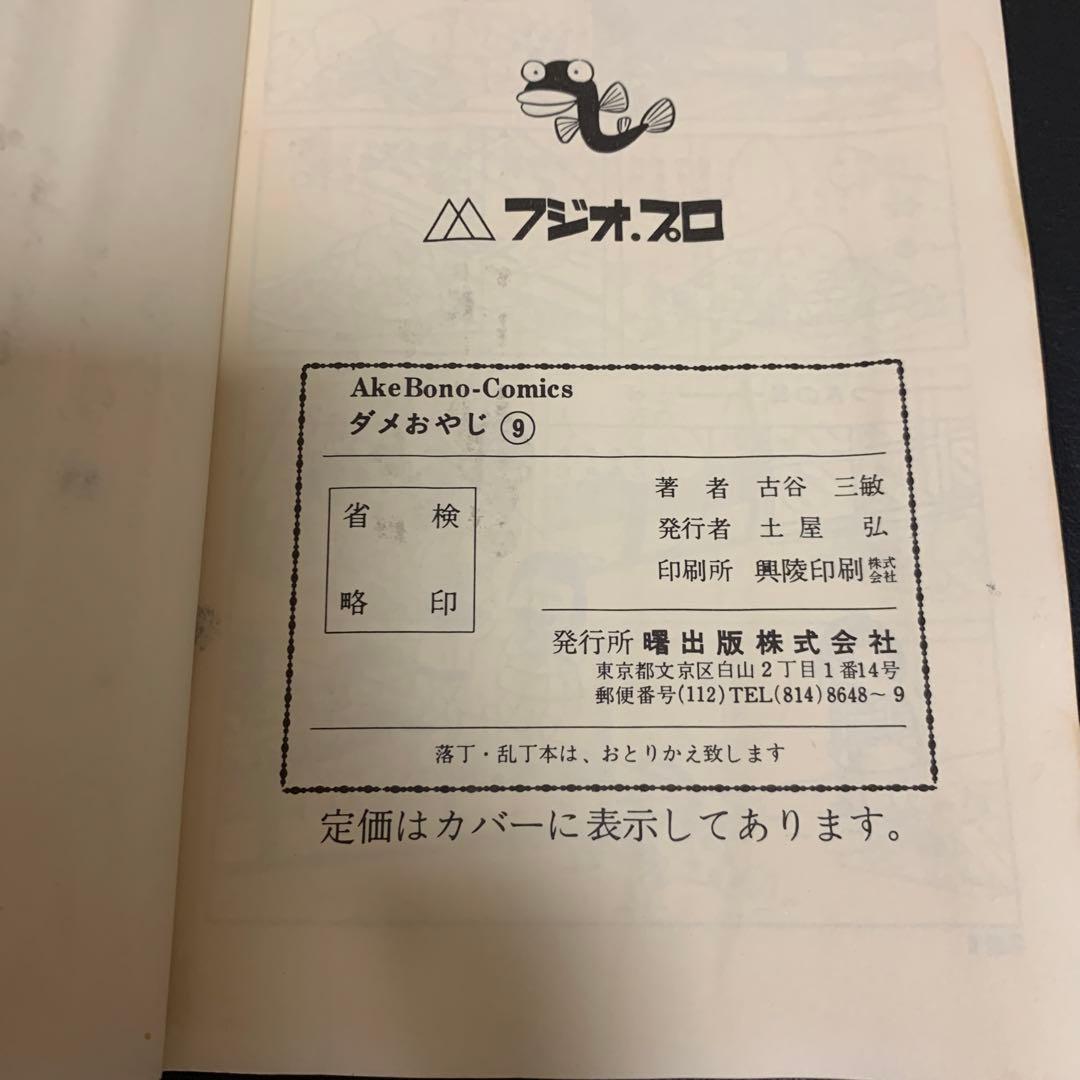 フジオ.プロ
AkeBono-Comics
ダメおやじ ⑨
検印
省略
著者 古谷 三敏
発行者 土屋 弘
印刷所 興陵印刷株式会社
発行所 曙出版株式会社
東京都文京区白山2丁目1番14号
郵便番号(112)TEL(814)8648〜9
落丁・乱丁本は、おとりかえ致します
定価はカバーに表示してあります。